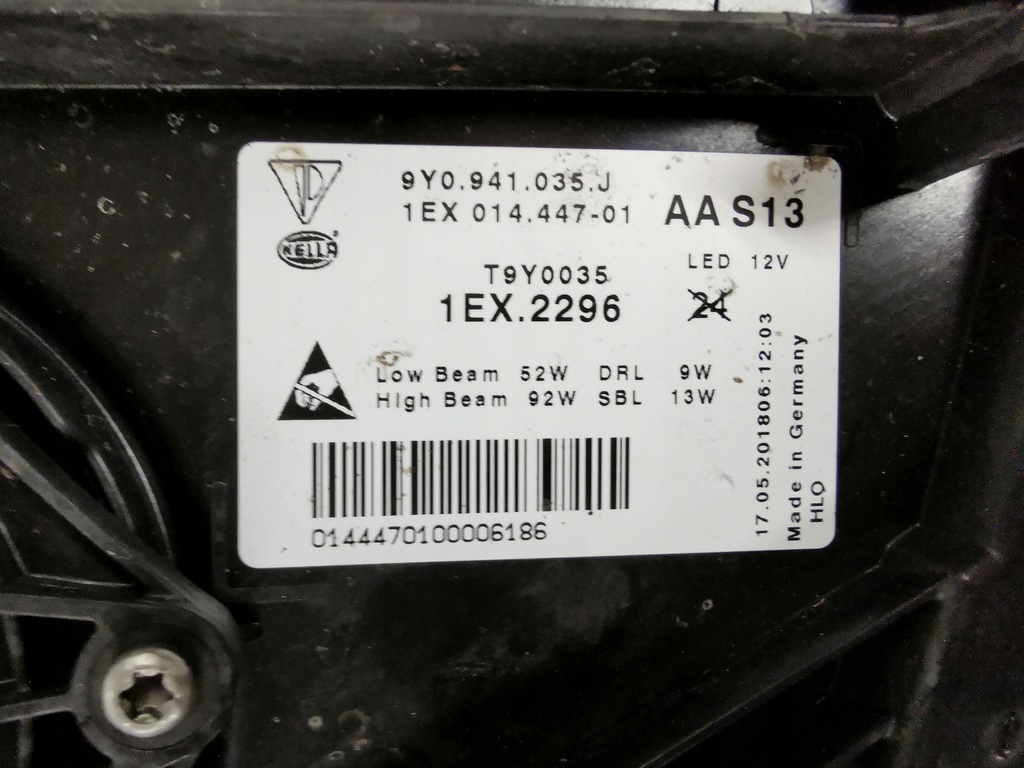 9Y0.941.035.J
1EX 014.447-01
AA S13
HELLA
LED 12V
T9Y0035
1EX.2296
24
Low Beam 52W DRL 9W
High Beam 92W SBL 13W
0144470100006186
17.05.201806:12:03
Made in Germany
HLO